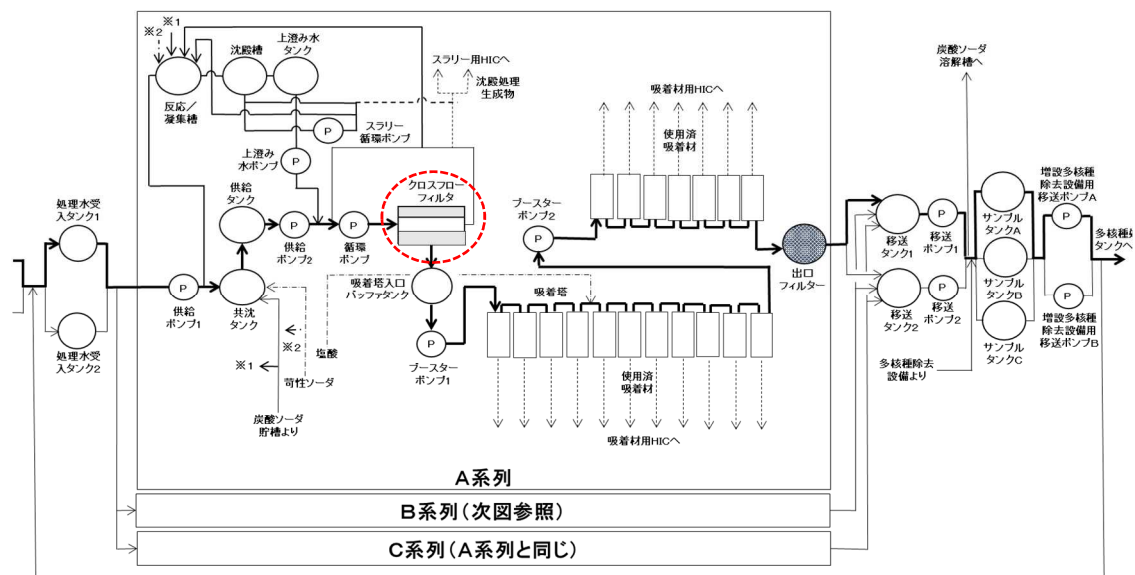 ※1
※2
沈殿槽
上澄み水
タンク
反応／
凝集槽
スラリー用HICへ
沈殿処理
生成物
P
スラリー
循環ポンプ
P
上澄み
水ポンプ
吸着材用HICへ
使用済
吸着材
炭酸ソーダ
溶解槽へ
処理水受
入タンク1
供給
タンク
P
供給
ポンプ2
P
循環
ポンプ
クロスフロー
フィルタ
ブースター
ポンプ2
P
出口
フィルター
移送
タンク1
P
移送
ポンプ1
サンプル
タンクA
増設多核種
除去設備用
移送ポンプA
P
多核種処
タンクへ
P
供給
ポンプ1
共沈
タンク
吸着塔入口
バッファタンク
吸着塔
移送
タンク2
P
移送
ポンプ2
サンプル
タンクB
P
増設多核種
除去設備用
移送ポンプB
処理水受
入タンク2
※2
※1
塩酸
苛性ソーダ
炭酸ソーダ
貯槽より
P
ブースター
ポンプ1
使用済
吸着材
吸着材用HICへ
サンプル
タンクC
多核種除去
設備より
A系列
B系列（次図参照）
C系列（A系列と同じ）